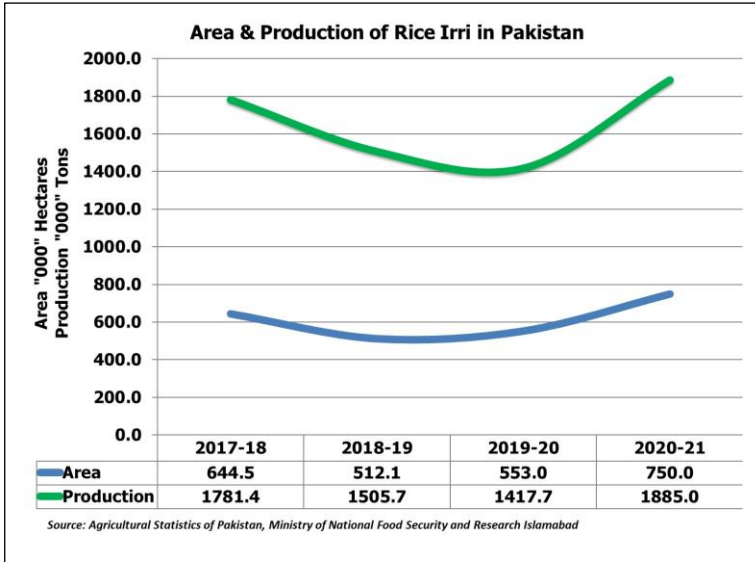 Area & Production of Rice Irri in Pakistan
Area "000" Hectares
Production "000" Tons
2000.0
1800.0
1600.0
1400.0
1200.0
1000.0
800.0
600.0
400.0
200.0
0.0
2017-18 2018-19 2019-20 2020-21
Area 644.5 512.1 553.0 750.0
Production 1781.4 1505.7 1417.7 1885.0
Source: Agricultural Statistics of Pakistan, Ministry of National Food Security and Research Islamabad